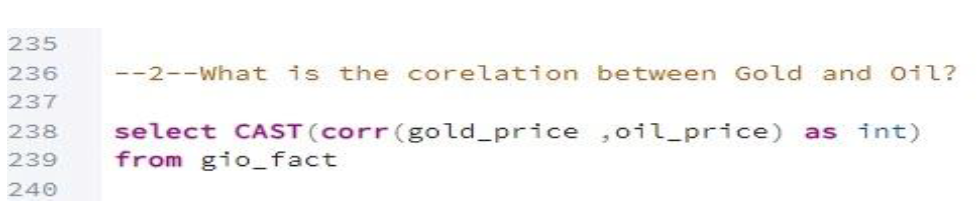 235
236 --2--What is the corelation between Gold and Oil?
237
238 select CAST(corr(gold_price ,oil_price) as int)
239 from gio_fact
240